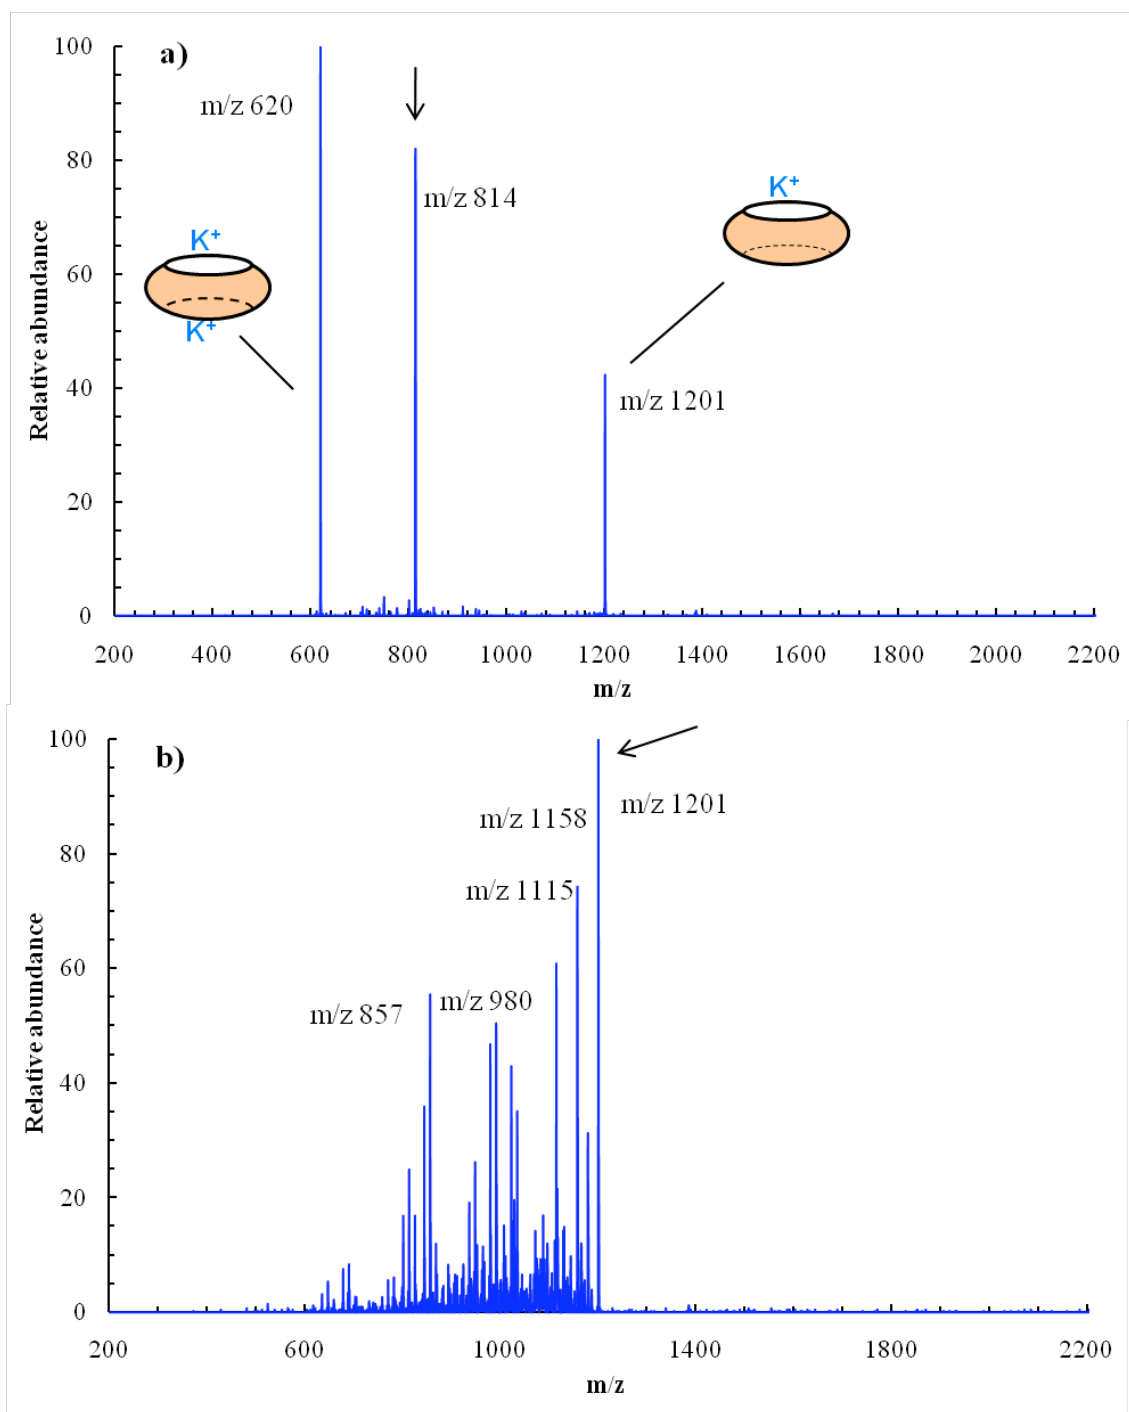 a)
100
80
60
40
20
0
Relative abundance
m/z 620
m/z 814
m/z 1201
K+
K+
K+
200 400 600 800 1000 1200 1400 1600 1800 2000 2200
m/z
b)
100
80
60
40
20
0
Relative abundance
m/z 1201
m/z 1158
m/z 1115
m/z 980
m/z 857
200 600 1000 1400 1800 2200
m/z